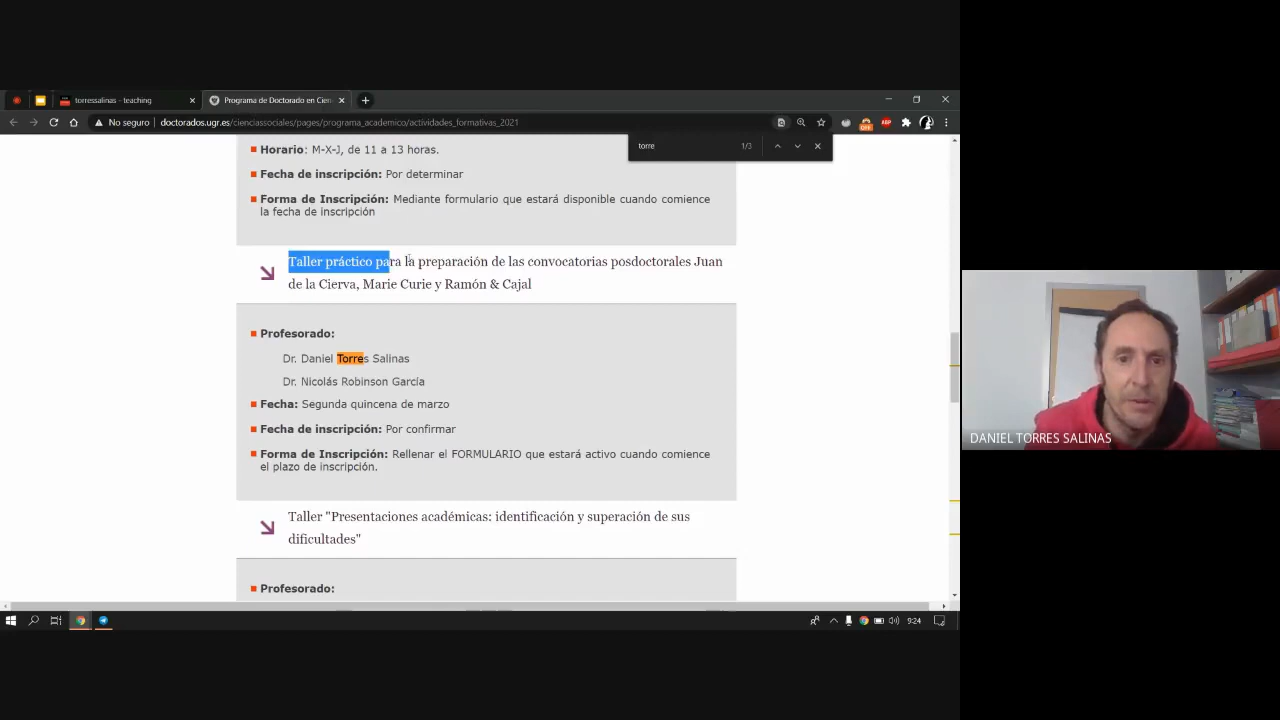 torressalinas - teaching
Programa de Doctorado en Cien
No seguro
doctorados.ugr.es/cienciassociales/pages/programa_academico/actividades_formativas_2021
OFF
ABP
torre
1/3
Horario: M-X-J, de 11 a 13 horas.
Fecha de inscripción: Por determinar
Forma de Inscripción: Mediante formulario que estará disponible cuando comience
la fecha de inscripción
Taller práctico para la preparación de las convocatorias posdoctorales Juan
de la Cierva, Marie Curie y Ramón & Cajal
Profesorado:
Dr. Daniel Torres Salinas
Dr. Nicolás Robinson García
Fecha: Segunda quincena de marzo
Fecha de inscripción: Por confirmar
Forma de Inscripción: Rellenar el FORMULARIO que estará activo cuando comience
el plazo de inscripción.
Taller "Presentaciones académicas: identificación y superación de sus
dificultades"
Profesorado:
9:24
DANIEL TORRES SALINAS